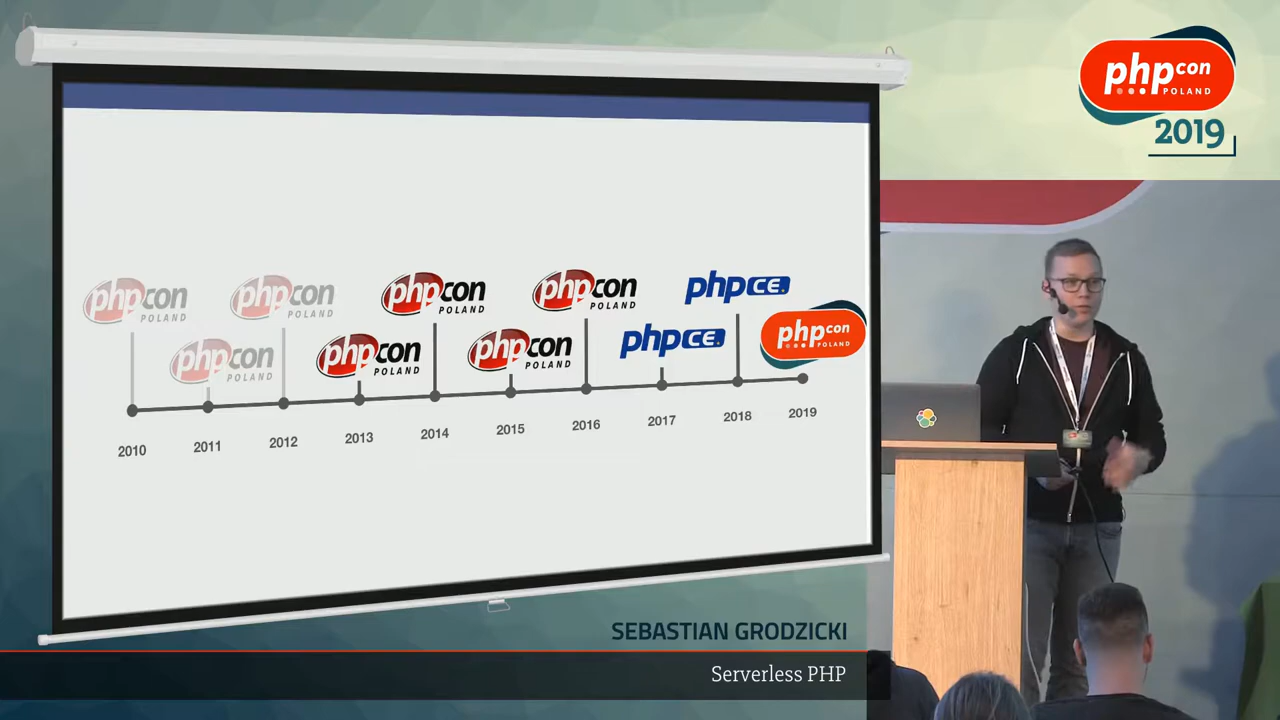 phpcon
POLAND
2019
phpcon
POLAND
phpcon
POLAND
phpcon
POLAND
phpcon
POLAND
phpce.
phpcon
POLAND
phpcon
POLAND
phpcon
POLAND
phpce.
phpcon
POLAND
2010 2011 2012 2013 2014 2015 2016 2017 2018 2019
SEBASTIAN GRODZICKI
Serverless PHP